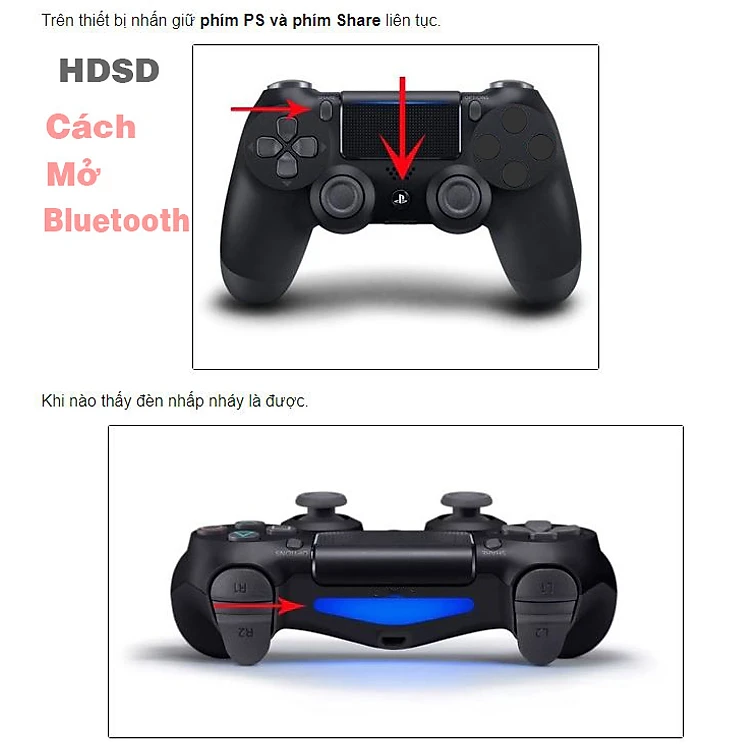 Trên thiết bị nhấn giữ phím PS và phím Share liên tục.
HDSD
Cách
Mở
Bluetooth
SHARE
OPTIONS
Khi nào thấy đèn nhấp nháy là được.
OPTIONS
SHARE
R1
L1
R2
L2